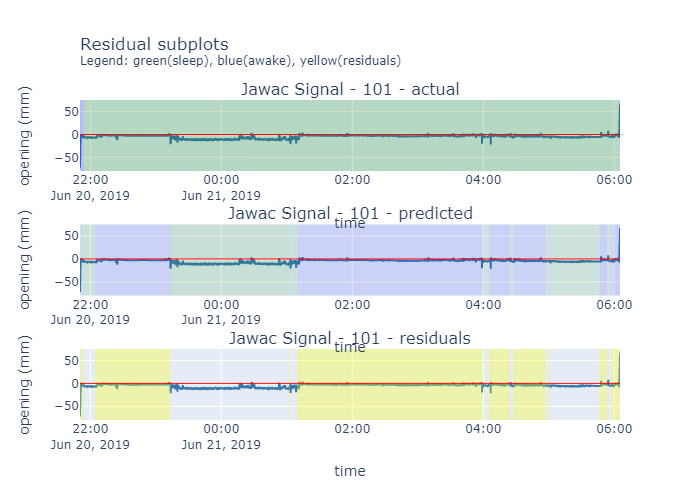 Residual subplots
Legend: green(sleep), blue(awake), yellow(residuals)
Jawac Signal - 101 - actual
opening (mm)
50
0
−50
22:00 00:00 02:00 04:00 06:00
Jun 20, 2019 Jun 21, 2019
time
Jawac Signal - 101 - predicted
opening (mm)
50
0
−50
22:00 00:00 02:00 04:00 06:00
Jun 20, 2019 Jun 21, 2019
time
Jawac Signal - 101 - residuals
opening (mm)
50
0
−50
22:00 00:00 02:00 04:00 06:00
Jun 20, 2019 Jun 21, 2019
time